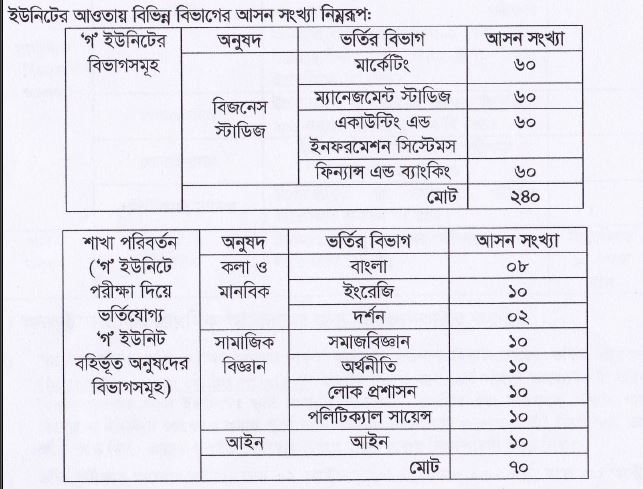 ইউনিটের আওতায় বিভিন্ন বিভাগের আসন সংখ্যা নিম্নরূপঃ
‘গ’ ইউনিটের বিভাগসমূহ অনুষদ ভর্তির বিভাগ আসন সংখ্যা
বিজনেস স্টাডিজ
মার্কেটিং ৬০
ম্যানেজমেন্ট স্টাডিজ ৬০
একাউন্টিং এন্ড ৬০
ইনফরমেশন সিস্টেমস
ফিন্যান্স এন্ড ব্যাংকিং ৬০
মোট ২৪০
শাখা পরিবর্তন অনুষদ ভর্তির বিভাগ আসন সংখ্যা
(‘গ’ ইউনিটে কলা ও বাংলা ০৮
পরীক্ষা দিয়ে মানবিক ইংরেজি ১০
ভর্তিযোগ্য দর্শন ০২
‘গ’ ইউনিট সামাজিক সমাজবিজ্ঞান ১০
বহির্ভূত অনুষদের বিজ্ঞান অর্থনীতি ১০
বিভাগসমূহ) লোক প্রশাসন ১০
পলিটিক্যাল সায়েন্স ১০
আইন আইন ১০
মোট ৭০